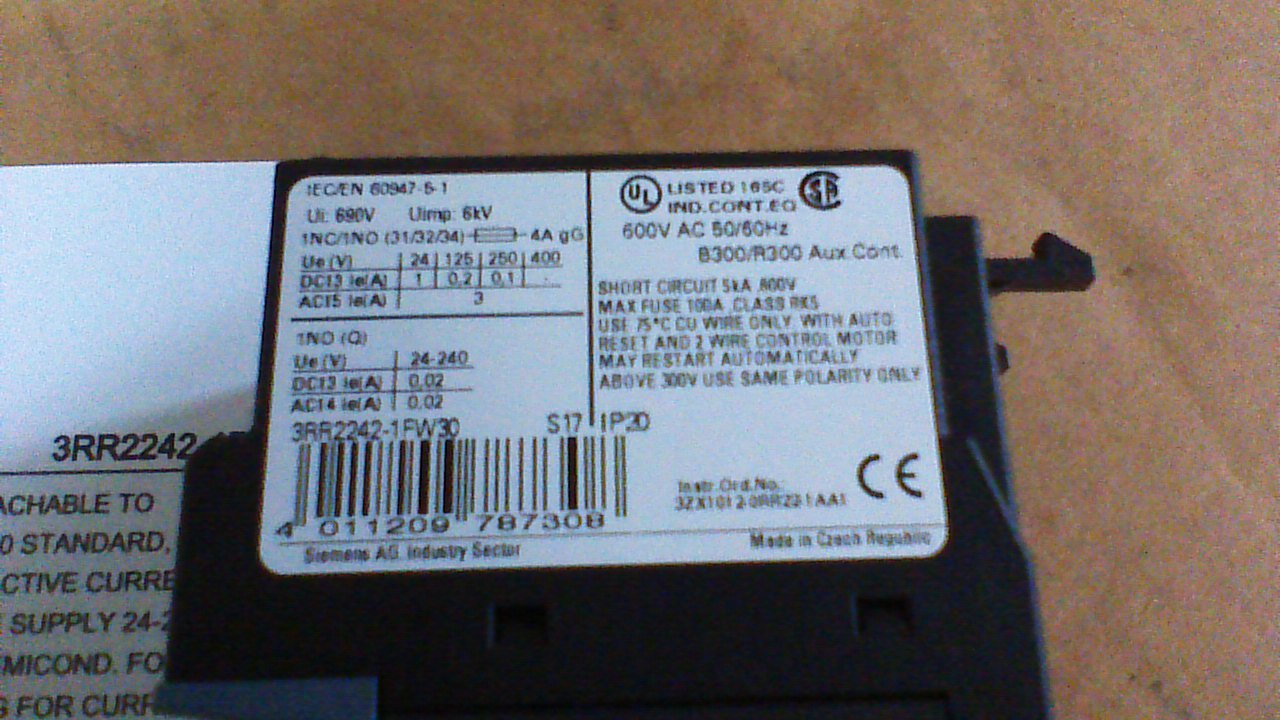 IEC/EN 60947-5-1
Ui: 690V Uimp: 6kV
1NC/1NO (31/32/34) 4A gG
Ue (V) 24 125 250 400
DC13 Ie(A) 1 0,2 0,1 -
AC15 Ie(A) 3
1NO (Q)
Ue (V) 24-240
DC13 Ie(A) 0,02
AC14 Ie(A) 0,02
3RR2242-1FW30 S17 IP20
4 011209 787308
Siemens AG, Industry Sector
UL LISTED 165C
IND.CONT.EQ
SA
600V AC 50/60Hz
B300/R300 Aux.Cont.
SHORT CIRCUIT 5kA ,600V
MAX FUSE 100A, CLASS RK5
USE 75°C CU WIRE ONLY. WITH AUTO
RESET AND 2 WIRE CONTROL MOTOR
MAY RESTART AUTOMATICALLY
ABOVE 300V USE SAME POLARITY ONLY
CE
Instr.Ord.No.:
3ZX1012-0RR22-1AA1
Made in Czech Republic
3RR2242
ACHABLE TO
0 STANDARD,
CTIVE CURRE
SUPPLY 24-2
MICOND. FO
G FOR CURR